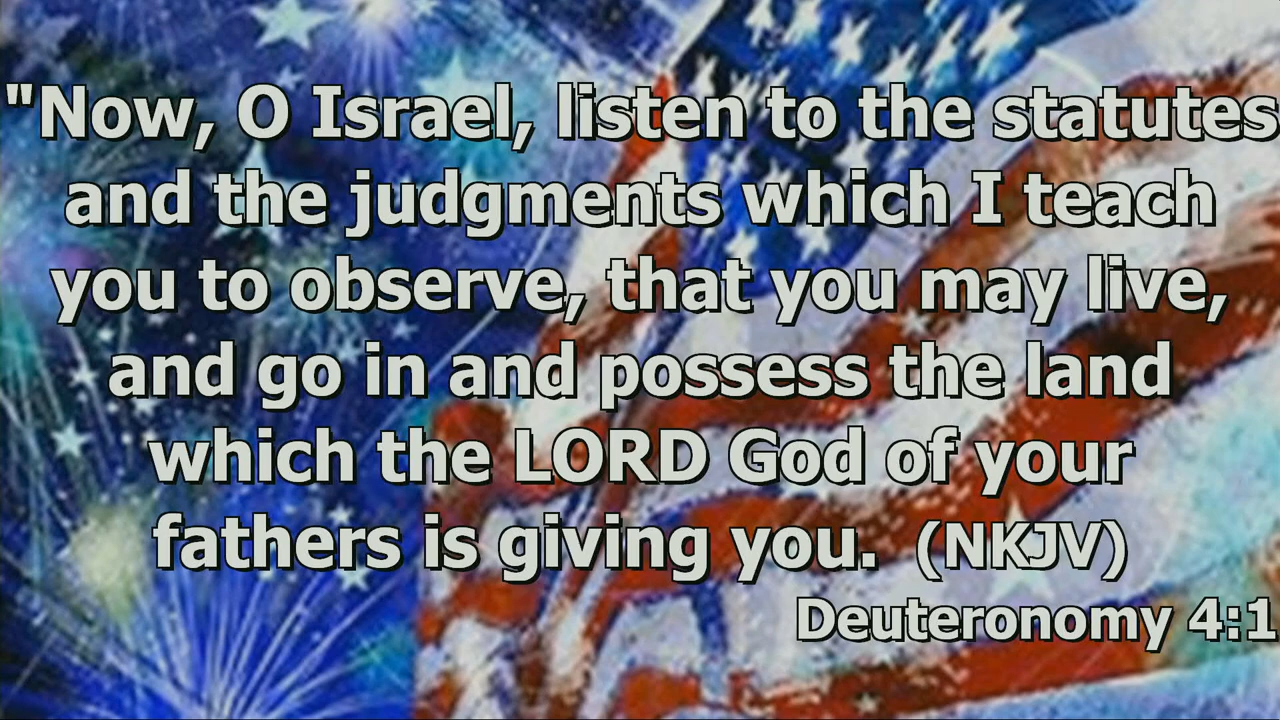 "Now, O Israel, listen to the statutes
and the judgments which I teach
you to observe, that you may live,
and go in and possess the land
which the LORD God of your
fathers is giving you.  (NKJV)
Deuteronomy 4:1